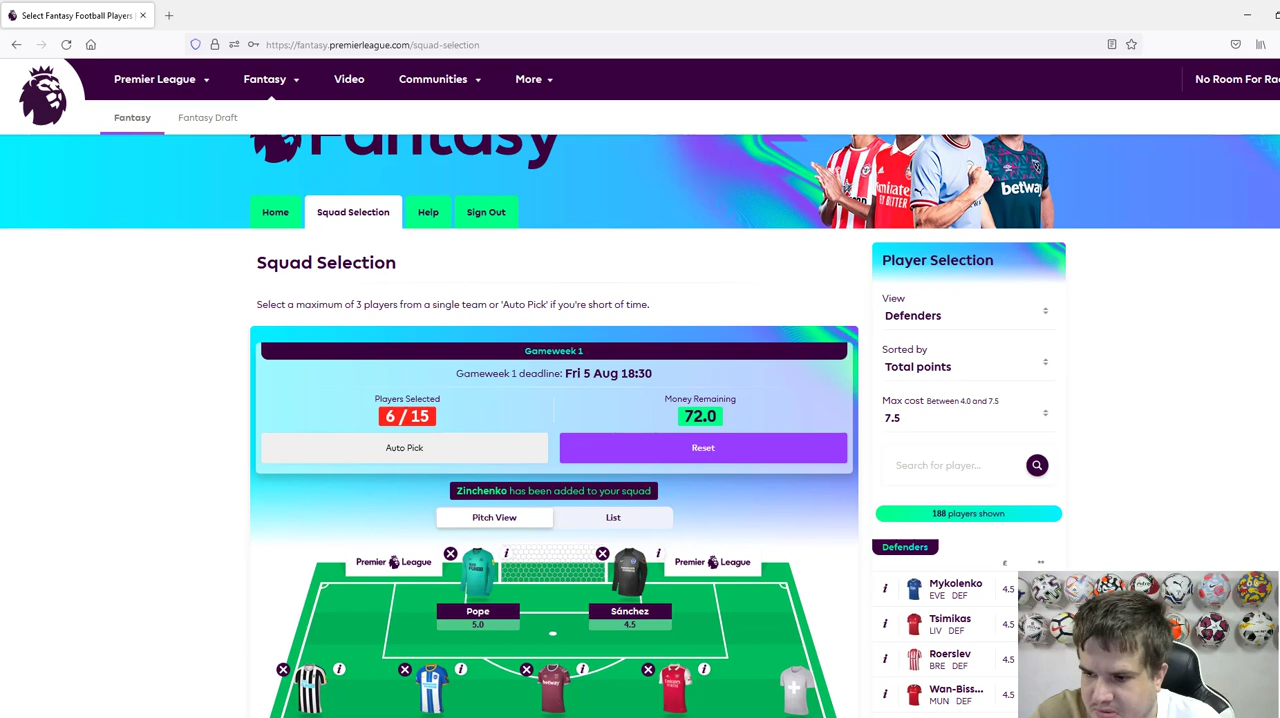 Select Fantasy Football Players |
https://fantasy.premierleague.com/squad-selection
Premier League Fantasy Video Communities More
No Room For Rac
Fantasy Fantasy Draft
Fantasy
Home Squad Selection Help Sign Out
betway
Squad Selection
Select a maximum of 3 players from a single team or 'Auto Pick' if you're short of time.
Gameweek 1
Gameweek 1 deadline: Fri 5 Aug 18:30
Players Selected Money Remaining
6 / 15 72.0
Auto Pick Reset
Zinchenko has been added to your squad
Pitch View List
Premier League Premier League
Pope Sánchez
5.0 4.5
Player Selection
View
Defenders
Sorted by
Total points
Max cost Between 4.0 and 7.5
7.5
Search for player...
188 players shown
Defenders
£ **
Mykolenko 4.5
EVE DEF
Tsimikas 4.5
LIV DEF
Roerslev 4.5
BRE DEF
Wan-Biss... 4.5
MUN DEF